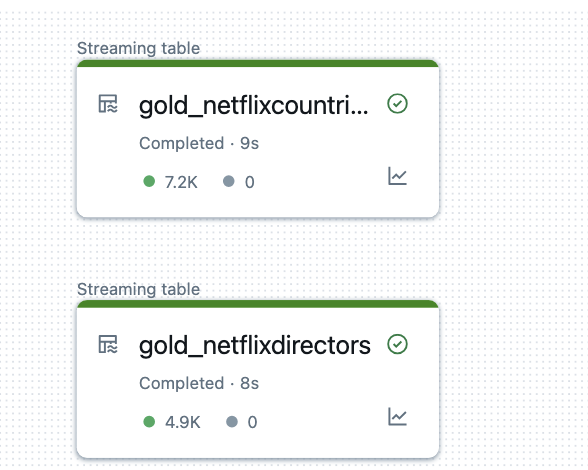 Streaming table
gold_netflixcountri...
Completed · 9s
7.2K 0
Streaming table
gold_netflixdirectors
Completed · 8s
4.9K 0